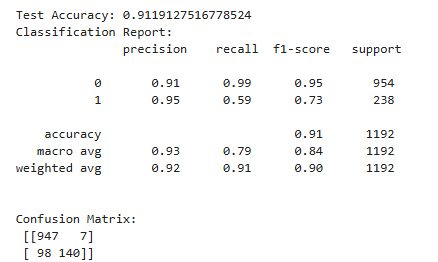 Test Accuracy: 0.9119127516778524
Classification Report:
precision recall f1-score support
0 0.91 0.99 0.95 954
1 0.95 0.59 0.73 238
accuracy 0.91 1192
macro avg 0.93 0.79 0.84 1192
weighted avg 0.92 0.91 0.90 1192
Confusion Matrix:
[[947 7]
[ 98 140]]